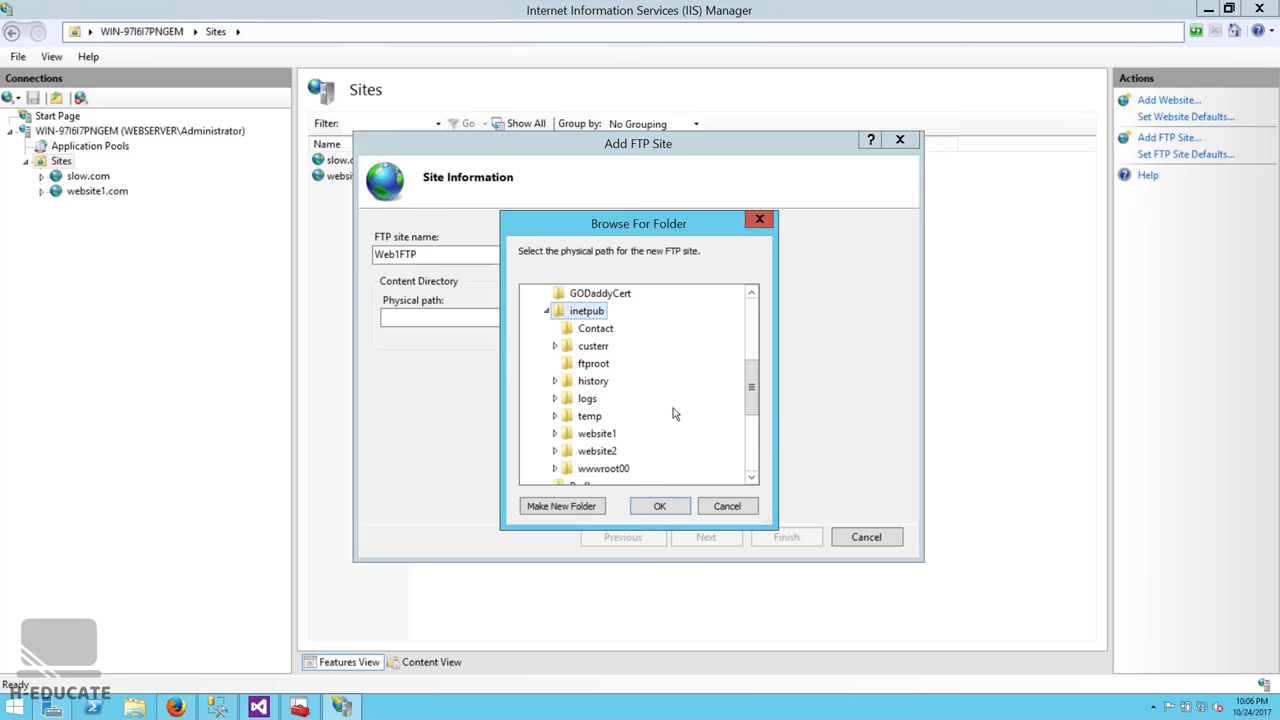 Internet Information Services (IIS) Manager
WIN-97I6I7PNGEM
Sites
File
View
Help
Connections
Start Page
WIN-97I6I7PNGEM (WEBSERVER\Administrator)
Application Pools
Sites
slow.com
website1.com
Sites
Filter:
Go
Show All
Group by:
No Grouping
Name
slow.c
websi
Add FTP Site
?
Site Information
FTP site name:
Web1FTP
Content Directory
Physical path:
Browse For Folder
Select the physical path for the new FTP site.
GODaddyCert
inetpub
Contact
custerr
ftproot
history
logs
temp
website1
website2
wwwroot00
Make New Folder
OK
Cancel
Previous
Next
Finish
Cancel
Actions
Add Website...
Set Website Defaults...
Add FTP Site...
Set FTP Site Defaults...
Help
Features View
Content View
Ready
H-EDUCATE
10:06 PM
10/24/2017